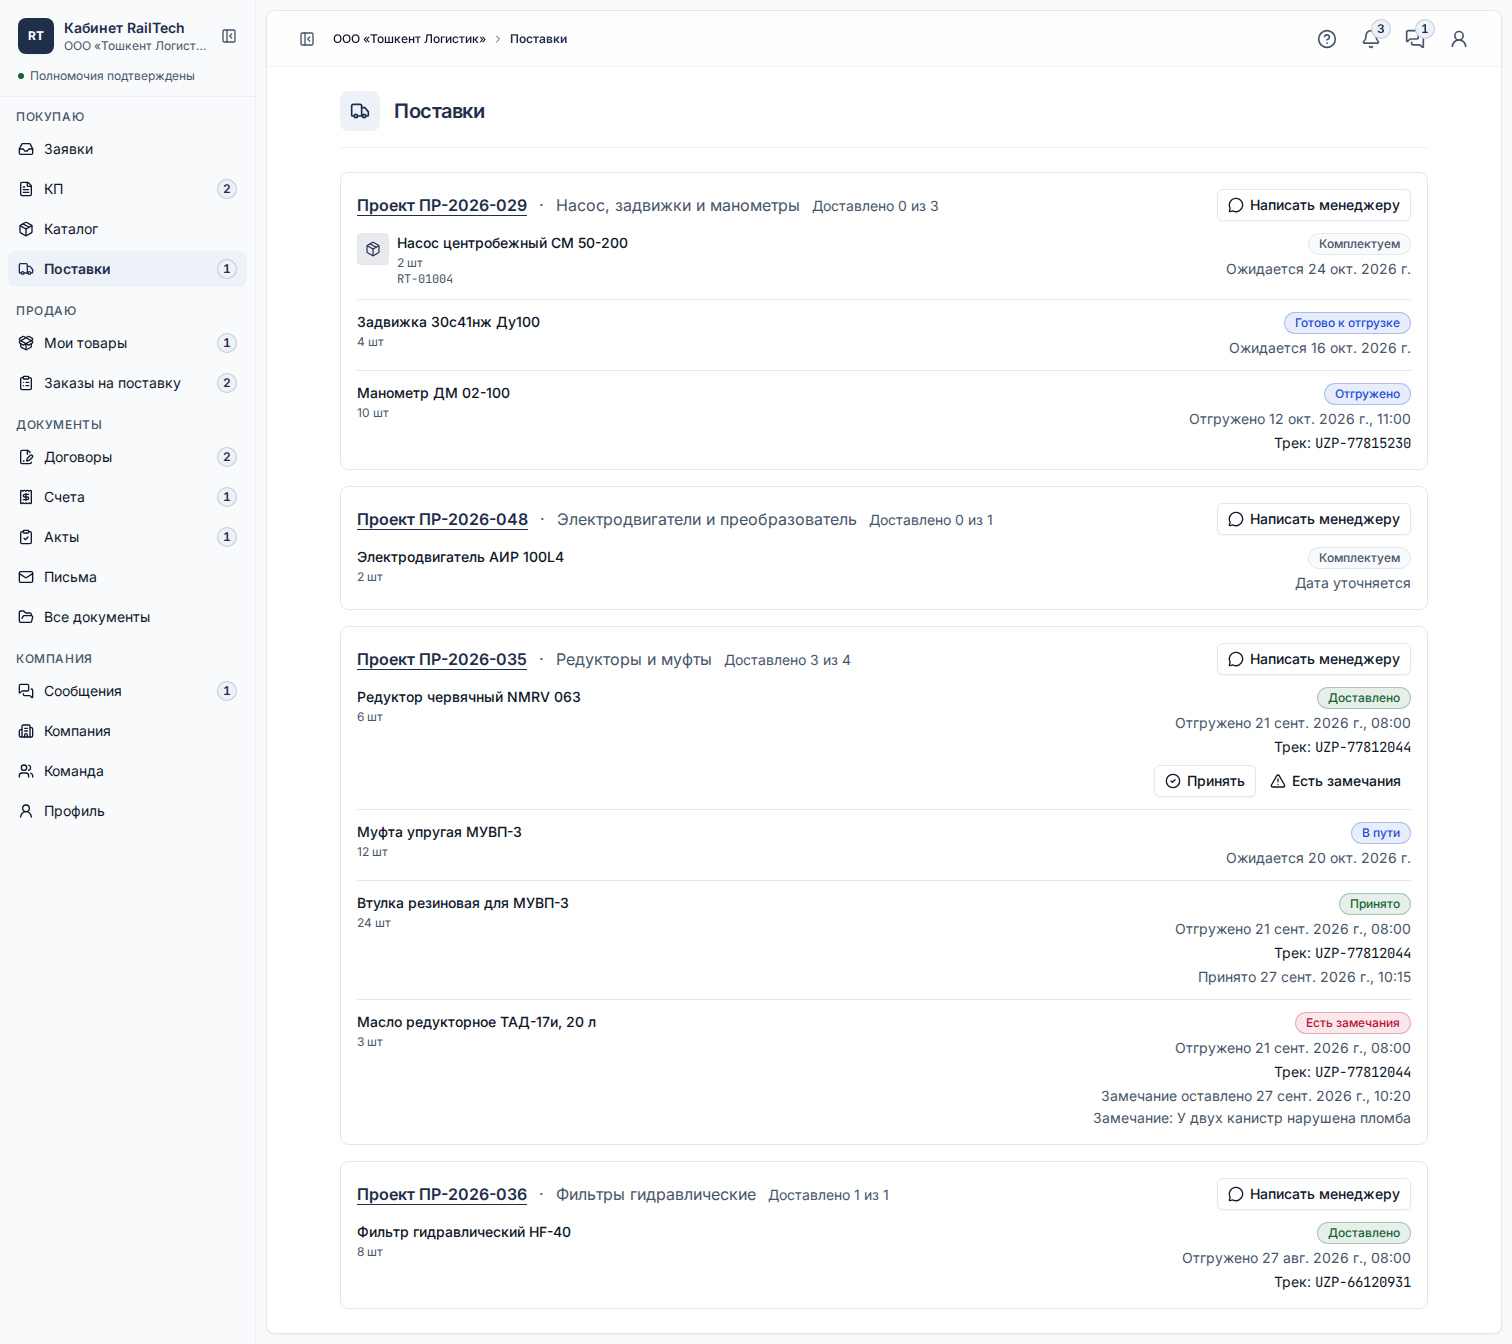 RT
Кабинет RailTech
ООО «Тошкент Логист...
Полномочия подтверждены
ПОКУПАЮ
Заявки
КП 2
Каталог
Поставки 1
ПРОДАЮ
Мои товары 1
Заказы на поставку 2
ДОКУМЕНТЫ
Договоры 2
Счета 1
Акты 1
Письма
Все документы
КОМПАНИЯ
Сообщения 1
Компания
Команда
Профиль
ООО «Тошкент Логистик» > Поставки
3
1
Поставки
Проект ПР-2026-029 · Насос, задвижки и манометры Доставлено 0 из 3
Написать менеджеру
Насос центробежный СМ 50-200
2 шт
RT-01004
Комплектуем
Ожидается 24 окт. 2026 г.
Задвижка 30с41нж Ду100
4 шт
Готово к отгрузке
Ожидается 16 окт. 2026 г.
Манометр ДМ 02-100
10 шт
Отгружено
Отгружено 12 окт. 2026 г., 11:00
Трек: UZP-77815230
Проект ПР-2026-048 · Электродвигатели и преобразователь Доставлено 0 из 1
Написать менеджеру
Электродвигатель АИР 100L4
2 шт
Комплектуем
Дата уточняется
Проект ПР-2026-035 · Редукторы и муфты Доставлено 3 из 4
Написать менеджеру
Редуктор червячный NMRV 063
6 шт
Доставлено
Отгружено 21 сент. 2026 г., 08:00
Трек: UZP-77812044
Принять
Есть замечания
Муфта упругая МУВП-3
12 шт
В пути
Ожидается 20 окт. 2026 г.
Втулка резиновая для МУВП-3
24 шт
Принято
Отгружено 21 сент. 2026 г., 08:00
Трек: UZP-77812044
Принято 27 сент. 2026 г., 10:15
Масло редукторное ТАД-17и, 20 л
3 шт
Есть замечания
Отгружено 21 сент. 2026 г., 08:00
Трек: UZP-77812044
Замечание оставлено 27 сент. 2026 г., 10:20
Замечание: У двух канистр нарушена пломба
Проект ПР-2026-036 · Фильтры гидравлические Доставлено 1 из 1
Написать менеджеру
Фильтр гидравлический HF-40
8 шт
Доставлено
Отгружено 27 авг. 2026 г., 08:00
Трек: UZP-66120931